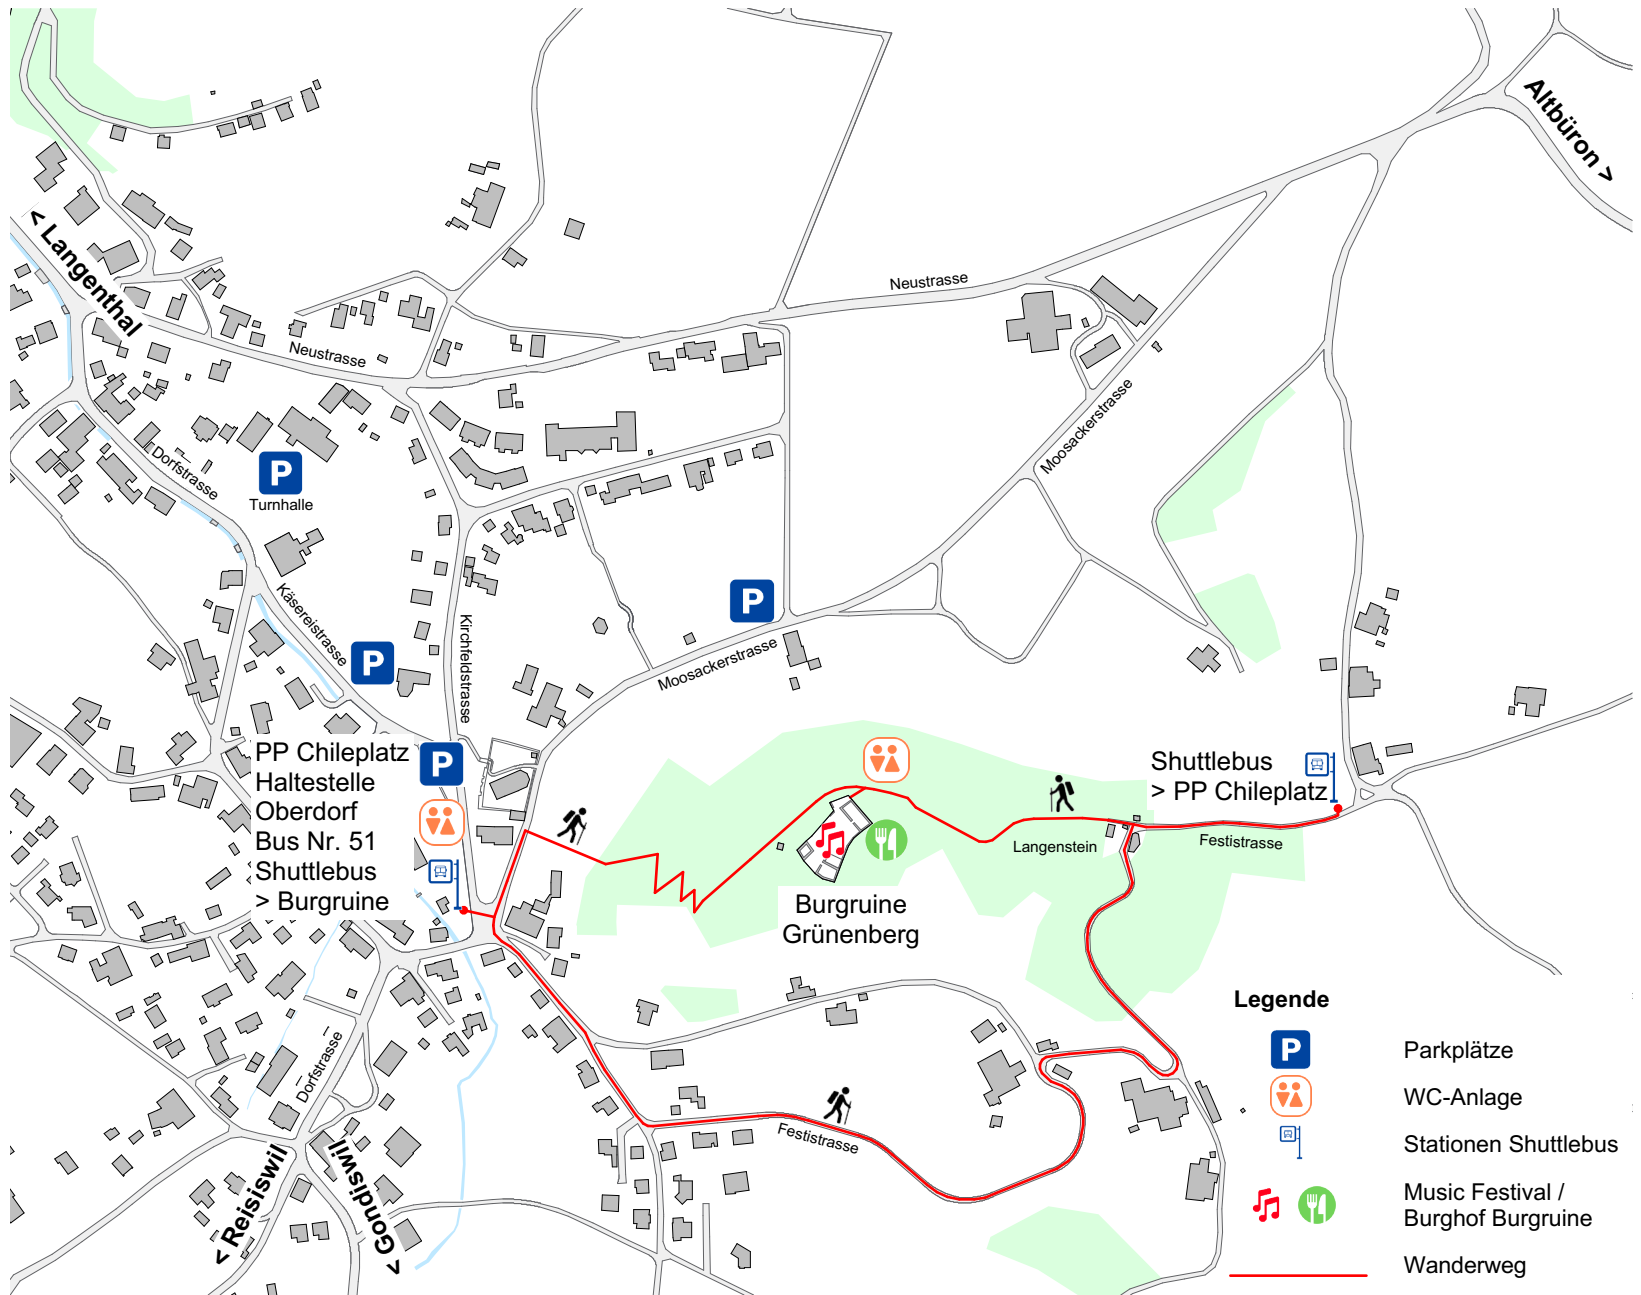 Altbüron >
< Langenthal
Neustrasse
Neustrasse
Moosackerstrasse
Dorfstrasse
P
Turnhalle
Käsereistrasse
P
Kirchfeldstrasse
P
Moosackerstrasse
PP Chileplatz
Haltestelle
Oberdorf
Bus Nr. 51
Shuttlebus
> Burgruine
P
Shuttlebus
> PP Chileplatz
Langenstein
Festistrasse
Burgruine
Grünenberg
Dorfstrasse
Festistrasse
< Reisiswil
< Gondiswil
Legende
P
Parkplätze
WC-Anlage
Stationen Shuttlebus
Music Festival /
Burghof Burgruine
Wanderweg